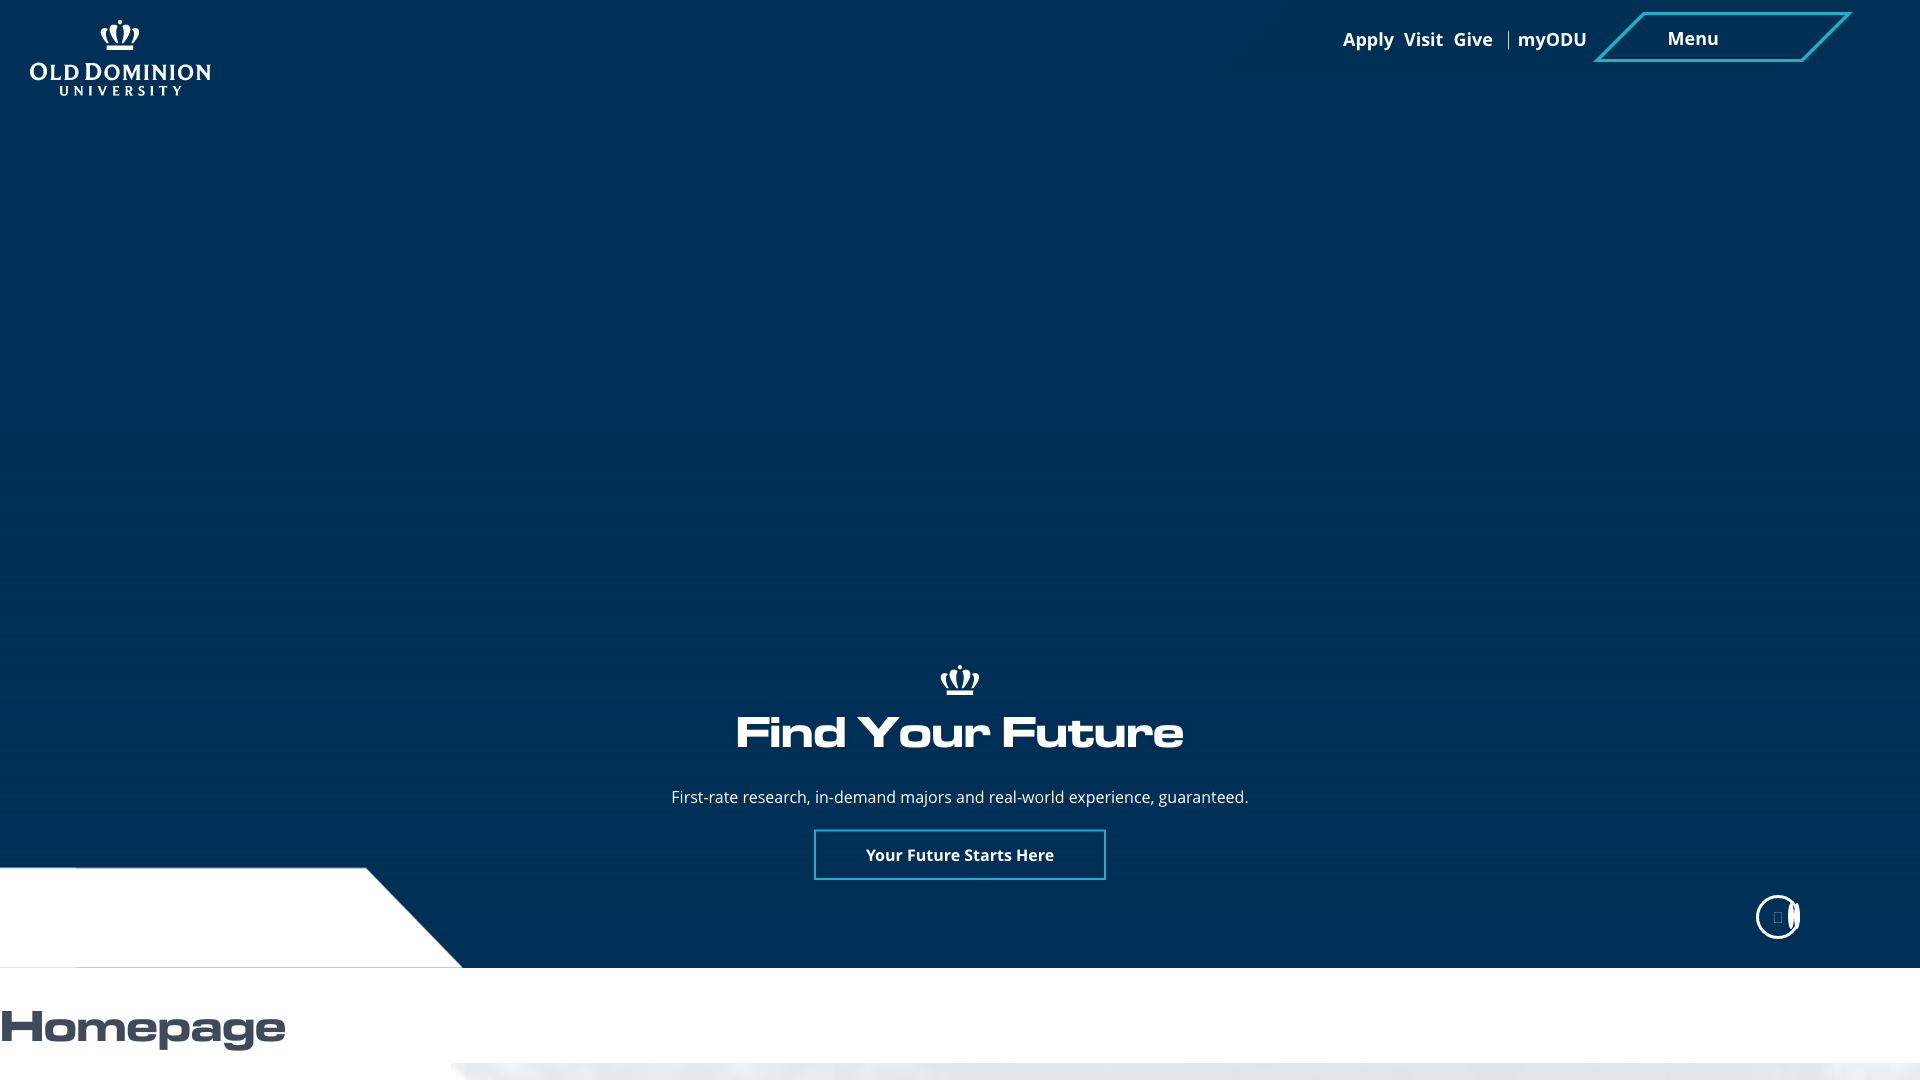 OLD DOMINION
UNIVERSITY
Apply Visit Give myODU
Menu
Find Your Future
First-rate research, in-demand majors and real-world experience, guaranteed.
Your Future Starts Here
Homepage